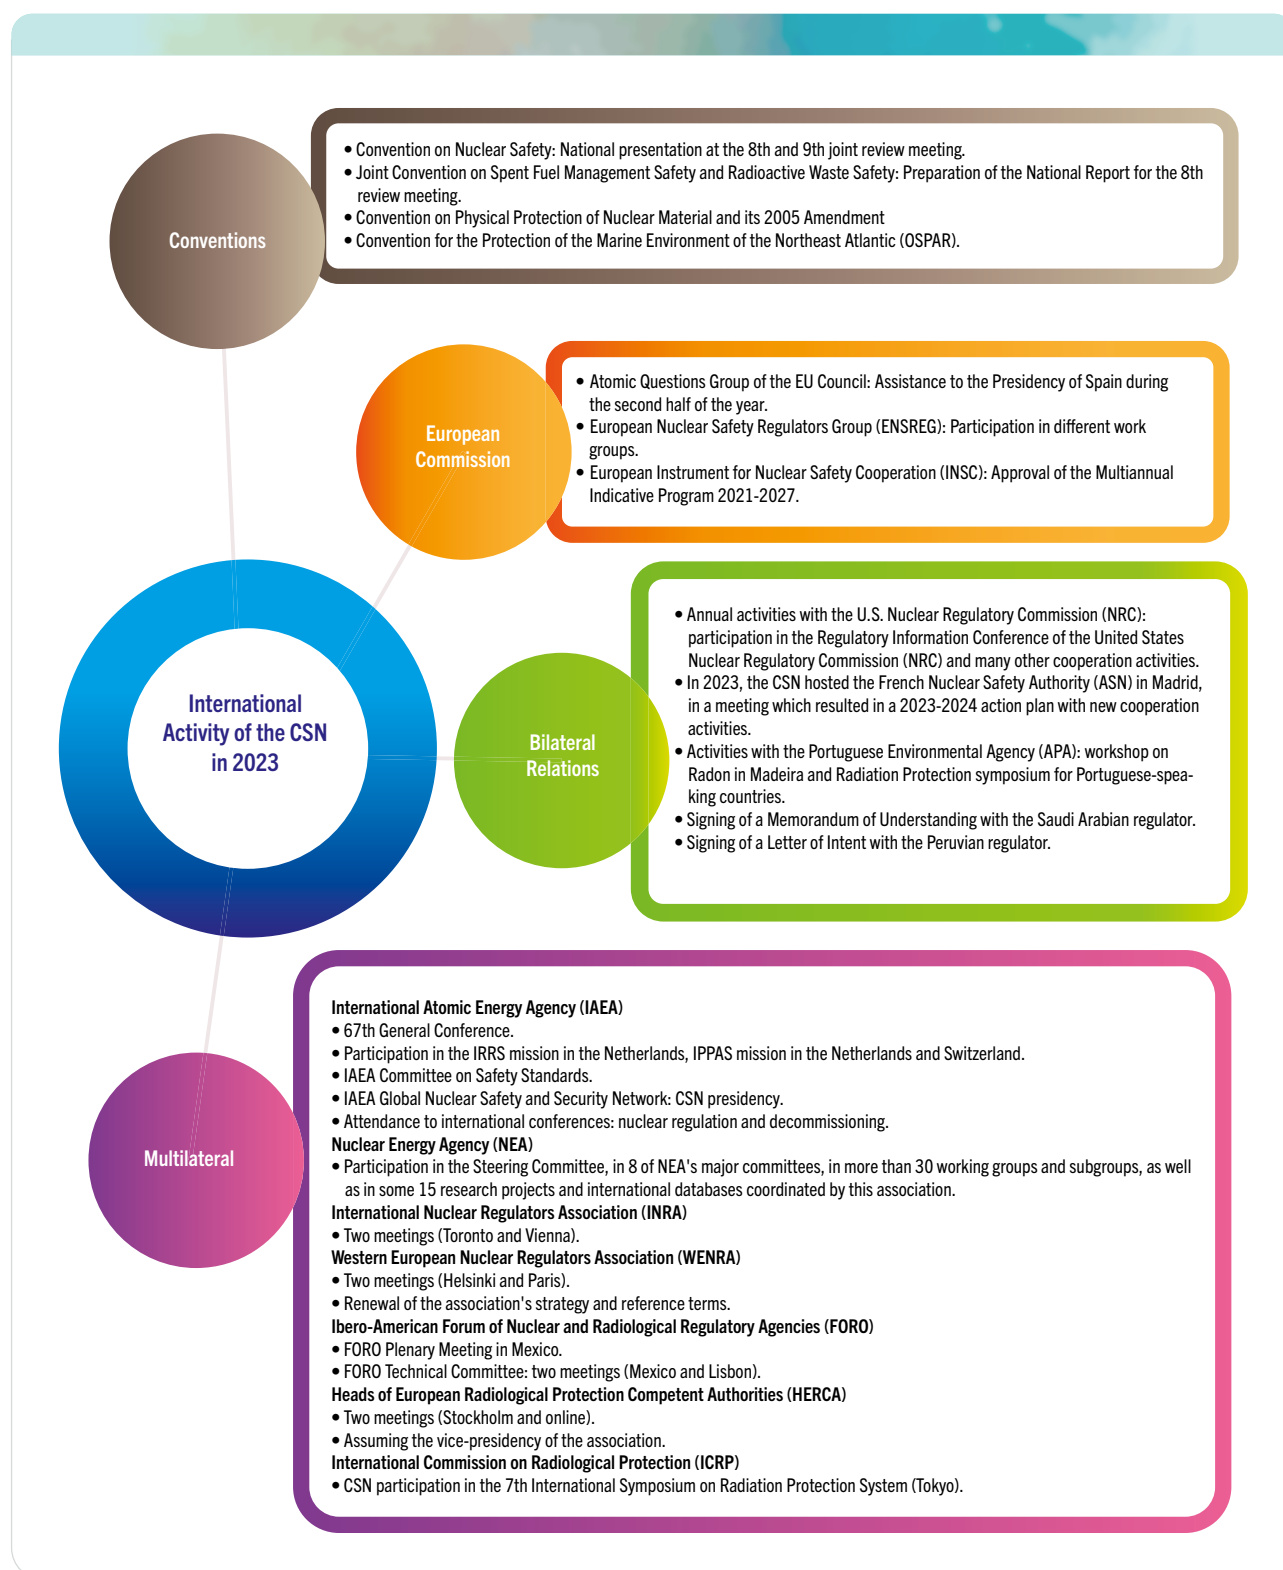 Conventions
• Convention on Nuclear Safety: National presentation at the 8th and 9th joint review meeting.
• Joint Convention on Spent Fuel Management Safety and Radioactive Waste Safety: Preparation of the National Report for the 8th
review meeting.
• Convention on Physical Protection of Nuclear Material and its 2005 Amendment
• Convention for the Protection of the Marine Environment of the Northeast Atlantic (OSPAR).
European
Commission
• Atomic Questions Group of the EU Council: Assistance to the Presidency of Spain during
the second half of the year.
• European Nuclear Safety Regulators Group (ENSREG): Participation in different work
groups.
• European Instrument for Nuclear Safety Cooperation (INSC): Approval of the Multiannual
Indicative Program 2021-2027.
International
Activity of the CSN
in 2023
Bilateral
Relations
• Annual activities with the U.S. Nuclear Regulatory Commission (NRC):
participation in the Regulatory Information Conference of the United States
Nuclear Regulatory Commission (NRC) and many other cooperation activities.
• In 2023, the CSN hosted the French Nuclear Safety Authority (ASN) in Madrid,
in a meeting which resulted in a 2023-2024 action plan with new cooperation
activities.
• Activities with the Portuguese Environmental Agency (APA): workshop on
Radon in Madeira and Radiation Protection symposium for Portuguese-spea-
king countries.
• Signing of a Memorandum of Understanding with the Saudi Arabian regulator.
• Signing of a Letter of Intent with the Peruvian regulator.
Multilateral
International Atomic Energy Agency (IAEA)
• 67th General Conference.
• Participation in the IRRS mission in the Netherlands, IPPAS mission in the Netherlands and Switzerland.
• IAEA Committee on Safety Standards.
• IAEA Global Nuclear Safety and Security Network: CSN presidency.
• Attendance to international conferences: nuclear regulation and decommissioning.
Nuclear Energy Agency (NEA)
• Participation in the Steering Committee, in 8 of NEA's major committees, in more than 30 working groups and subgroups, as well
as in some 15 research projects and international databases coordinated by this association.
International Nuclear Regulators Association (INRA)
• Two meetings (Toronto and Vienna).
Western European Nuclear Regulators Association (WENRA)
• Two meetings (Helsinki and Paris).
• Renewal of the association's strategy and reference terms.
Ibero-American Forum of Nuclear and Radiological Regulatory Agencies (FORO)
• FORO Plenary Meeting in Mexico.
• FORO Technical Committee: two meetings (Mexico and Lisbon).
Heads of European Radiological Protection Competent Authorities (HERCA)
• Two meetings (Stockholm and online).
• Assuming the vice-presidency of the association.
International Commission on Radiological Protection (ICRP)
• CSN participation in the 7th International Symposium on Radiation Protection System (Tokyo).